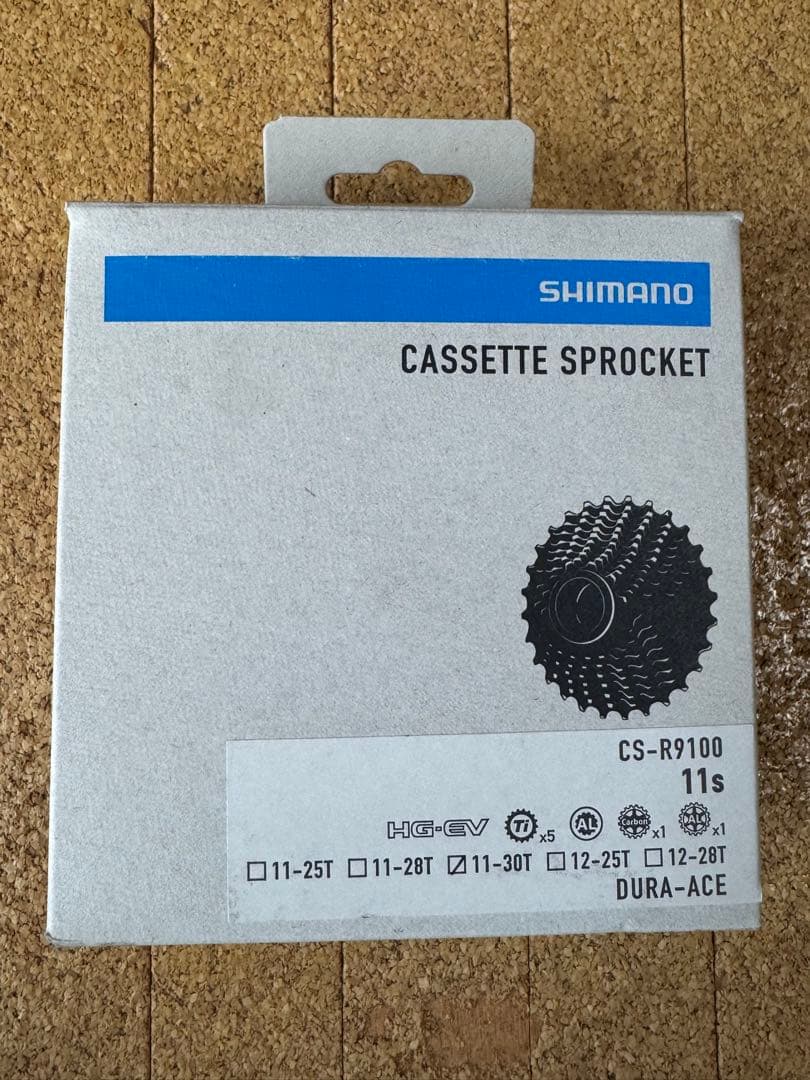 SHIMANO
CASSETTE SPROCKET
CS-R9100
11s
HG-EV Ti x5 AL Carbon x1 AL x1
☐ 11-25T ☐ 11-28T ☑ 11-30T ☐ 12-25T ☐ 12-28T
DURA-ACE